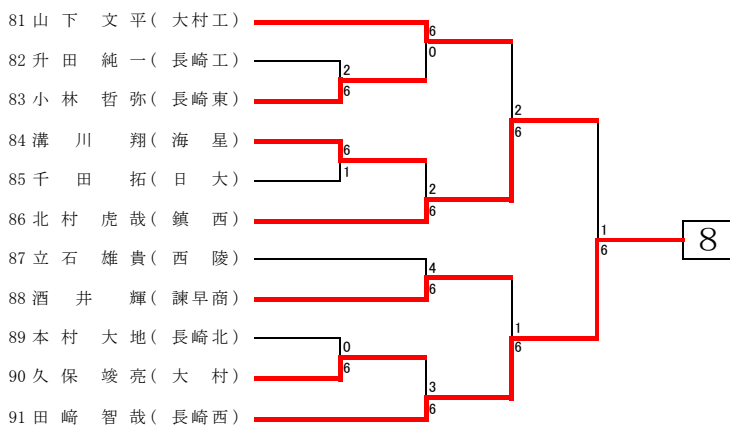 81 山 下 文 平( 大村工)
82 升 田 純 一( 長崎工)
83 小 林 哲 弥( 長崎東)
84 溝 川 翔( 海 星)
85 千 田 拓( 日 大)
86 北 村 虎 哉( 鎮 西)
87 立 石 雄 貴( 西 陵)
88 酒 井 輝( 諫早商)
89 本 村 大 地( 長崎北)
90 久 保 竣 亮( 大 村)
91 田 﨑 智 哉( 長崎西)
6
0
2
6
6
1
2
6
4
6
0
6
3
6
2
6
1
6
1
6
8